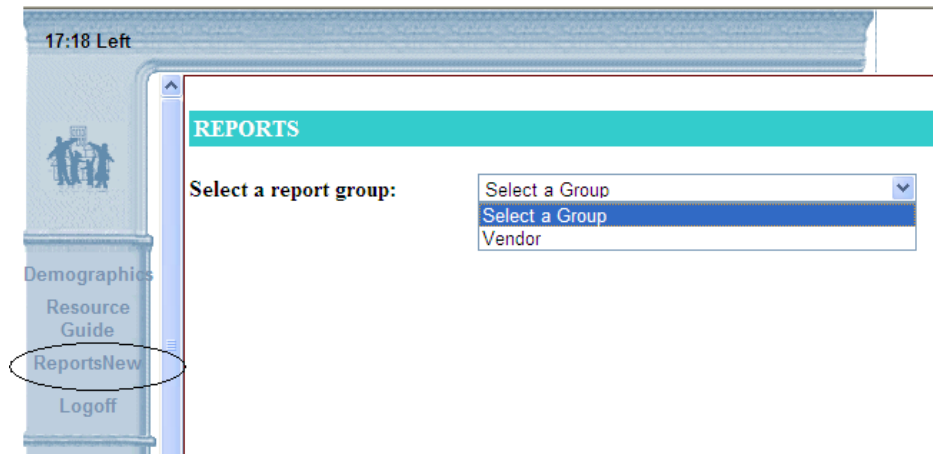 17:18 Left
REPORTS
Select a report group:
Select a Group
Select a Group
Vendor
Demographics
Resource
Guide
ReportsNew
Logoff